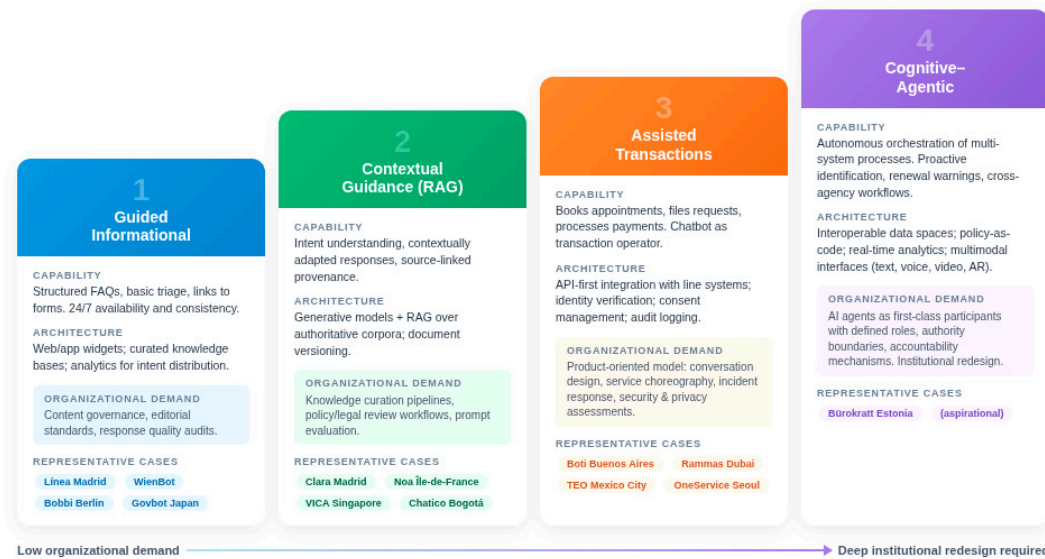 1
Guided
Informational
CAPABILITY
Structured FAQs, basic triage, links to
forms. 24/7 availability and consistency.
ARCHITECTURE
Web/app widgets; curated knowledge
bases; analytics for intent distribution.
ORGANIZATIONAL DEMAND
Content governance, editorial
standards, response quality audits.
REPRESENTATIVE CASES
Línea Madrid WienBot
Bobbi Berlin Govbot Japan
2
Contextual
Guidance (RAG)
CAPABILITY
Intent understanding, contextually
adapted responses, source-linked
provenance.
ARCHITECTURE
Generative models + RAG over
authoritative corpora; document
versioning.
ORGANIZATIONAL DEMAND
Knowledge curation pipelines,
policy/legal review workflows, prompt
evaluation.
REPRESENTATIVE CASES
Clara Madrid Noa Île-de-France
VICA Singapore Chatico Bogotá
3
Assisted
Transactions
CAPABILITY
Books appointments, files requests,
processes payments. Chatbot as
transaction operator.
ARCHITECTURE
API-first integration with line systems;
identity verification; consent
management; audit logging.
ORGANIZATIONAL DEMAND
Product-oriented model: conversation
design, service choreography, incident
response, security & privacy
assessments.
REPRESENTATIVE CASES
Boti Buenos Aires Rammas Dubai
TEO Mexico City OneService Seoul
4
Cognitive–
Agentic
CAPABILITY
Autonomous orchestration of multi-
system processes. Proactive
identification, renewal warnings, cross-
agency workflows.
ARCHITECTURE
Interoperable data spaces; policy-as-
code; real-time analytics; multimodal
interfaces (text, voice, video, AR).
ORGANIZATIONAL DEMAND
AI agents as first-class participants
with defined roles, authority
boundaries, accountability
mechanisms. Institutional redesign.
REPRESENTATIVE CASES
Bürokratt Estonia (aspirational)
Low organizational demand Deep institutional redesign required